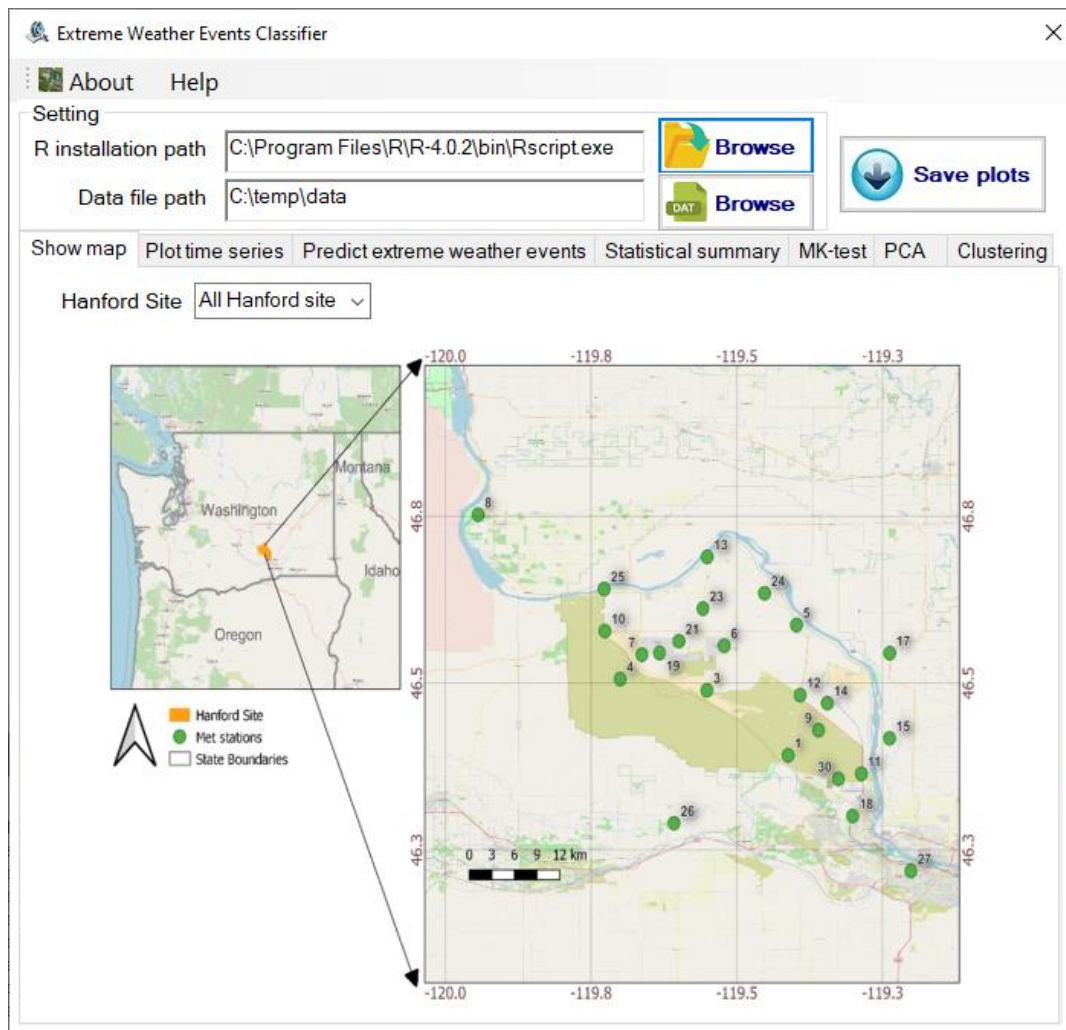 Extreme Weather Events Classifier
About Help
Setting
R installation path C:\Program Files\R\R-4.0.2\bin\Rscript.exe Browse
Save plots
Data file path C:\temp\data DAT Browse
Show map Plot time series Predict extreme weather events Statistical summary MK-test PCA Clustering
Hanford Site All Hanford site
-120.0 -119.8 -119.5 -119.3
Montana
Washington
Idaho
Oregon
Hanford Site
Met stations
State Boundaries
46.8 46.8
8
13
25
24
23
5
10
21
6
7
17
19
4
46.5 46.5
3
12
14
9
15
1
30
11
18
26
46.3 46.3
27
0 3 6 9 12 km
-120.0 -119.8 -119.5 -119.3